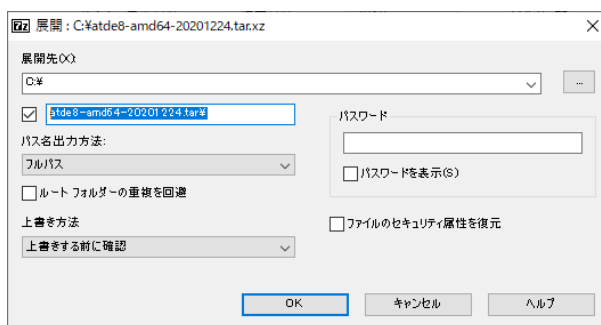 7z 展開 : C:¥atde8-amd64-20201224.tar.xz
展開先(X):
C:¥
...
atde8-amd64-20201224.tar¥
パス名出力方法:
フルパス
ルート フォルダーの重複を回避
上書き方法
上書きする前に確認
パスワード
パスワードを表示(S)
ファイルのセキュリティ属性を復元
OK
キャンセル
ヘルプ